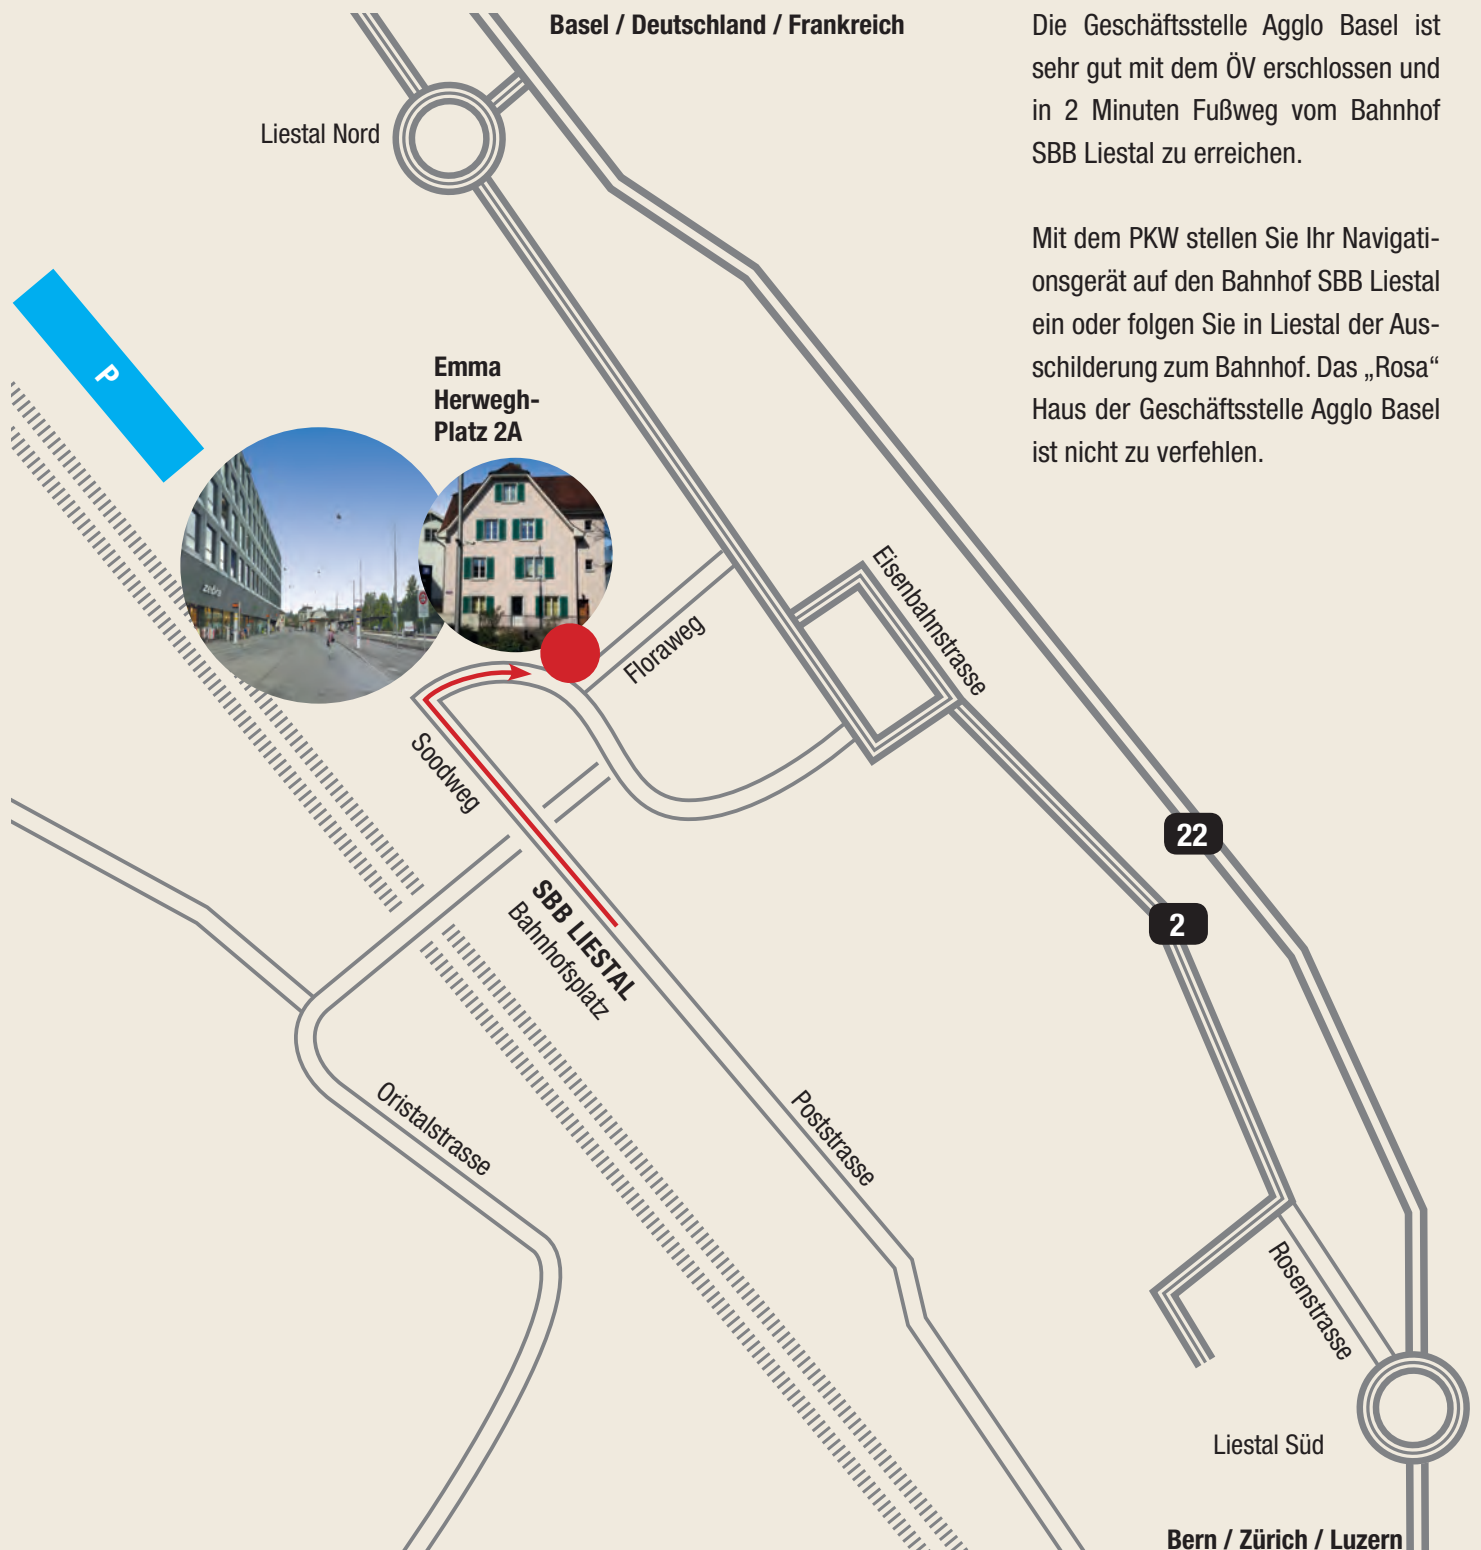 Basel / Deutschland / Frankreich
Die Geschäftsstelle Agglo Basel ist
sehr gut mit dem ÖV erschlossen und
in 2 Minuten Fußweg vom Bahnhof
SBB Liestal zu erreichen.
Mit dem PKW stellen Sie Ihr Navigati-
onsgerät auf den Bahnhof SBB Liestal
ein oder folgen Sie in Liestal der Aus-
schilderung zum Bahnhof. Das „Rosa“
Haus der Geschäftsstelle Agglo Basel
ist nicht zu verfehlen.
Liestal Nord
P
Emma
Herwegh-
Platz 2A
zebra
Eisenbahnstrasse
Floraweg
Soodweg
22
2
SBB LIESTAL
Bahnhofsplatz
Oristalstrasse
Poststrasse
Rosenstrasse
Liestal Süd
Bern / Zürich / Luzern